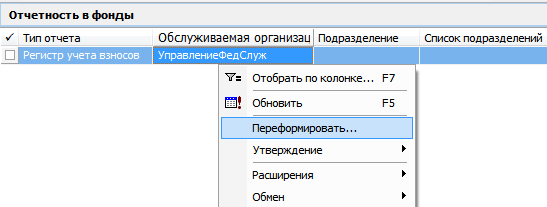 Отчетность в фонды
✓ Тип отчета Обслуживаемая организац Подразделение Список подразделений
Регистр учета взносов УправлениеФедСлуж
Отобрать по колонке... F7
Обновить F5
Переформировать...
Утверждение
Расширения
Обмен